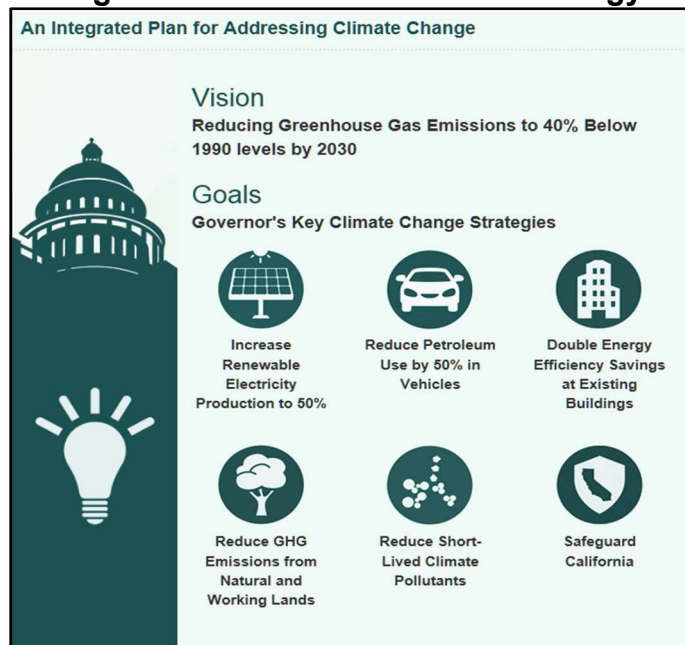 An Integrated Plan for Addressing Climate Change
Vision
Reducing Greenhouse Gas Emissions to 40% Below
1990 levels by 2030
Goals
Governor's Key Climate Change Strategies
Increase
Renewable
Electricity
Production to 50%
Reduce Petroleum
Use by 50% in
Vehicles
Double Energy
Efficiency Savings
at Existing
Buildings
Reduce GHG
Emissions from
Natural and
Working Lands
Reduce Short-
Lived Climate
Pollutants
Safeguard
California